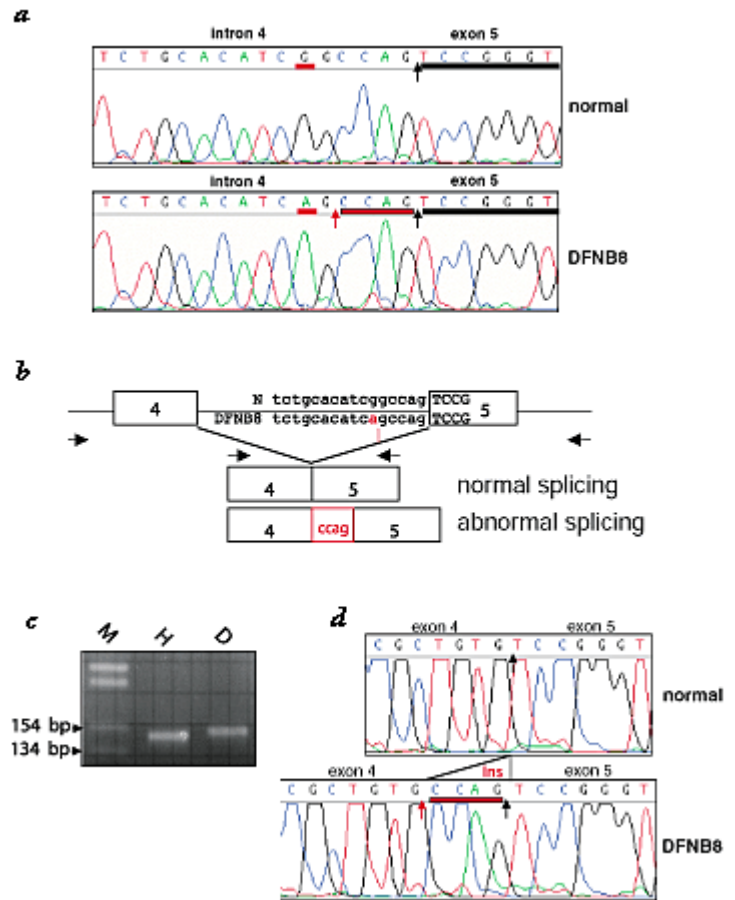 a
intron 4 exon 5
T C T G C A C A T C G G C C A G T C C G G G T
normal
intron 4 exon 5
T C T G C A C A T C A G C C A G T C C G G G T
DFNB8
b
N tctgcacatcggccag TCCG
4 5
DFNB8 tctgcacatcagccag TCCG
4 5 normal splicing
4 ccag 5 abnormal splicing
c
M H D
154 bp
134 bp
d
exon 4 exon 5
C G C T G T G T C C G G G T
normal
exon 4 ins exon 5
C G C T G T G C C A G T C C G G G T
DFNB8